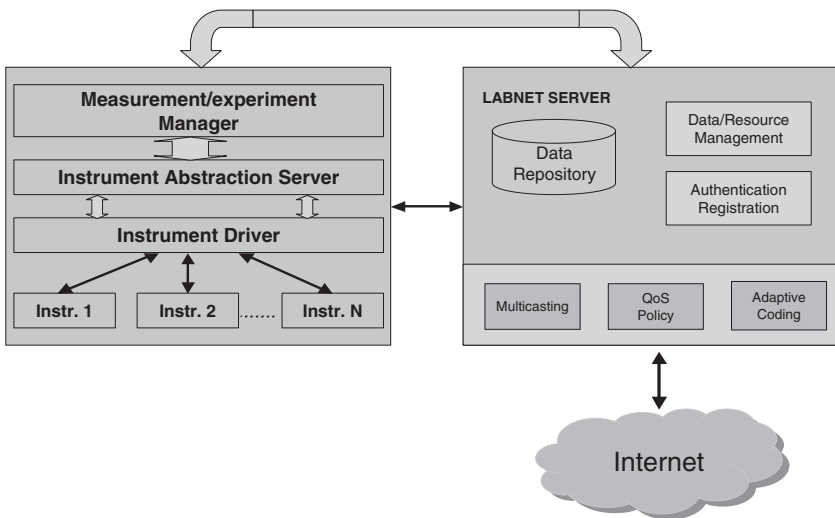 Measurement/experiment
Manager
Instrument Abstraction Server
Instrument Driver
Instr. 1
Instr. 2
.......
Instr. N
LABNET SERVER
Data
Repository
Data/Resource
Management
Authentication
Registration
Multicasting
QoS
Policy
Adaptive
Coding
Internet